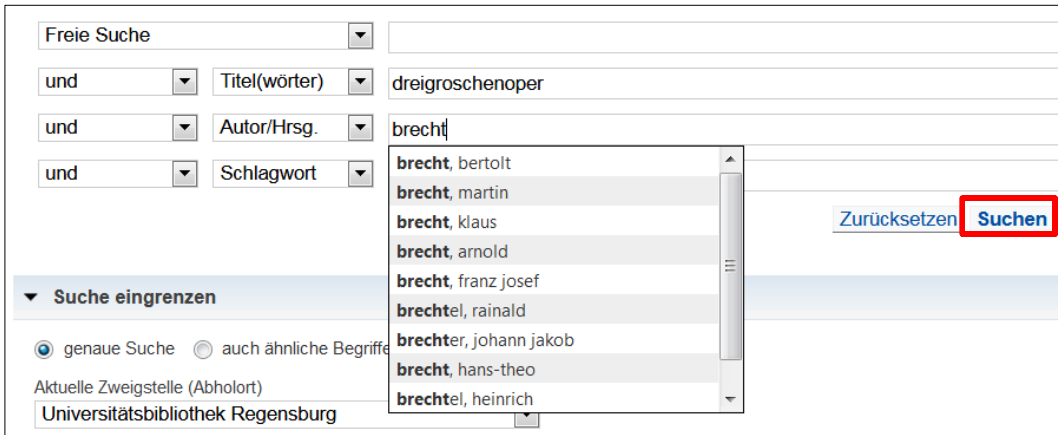 Freie Suche
und Titel(wörter) dreigroschenoper
und Autor/Hrsg. brecht
und Schlagwort
brecht, bertolt
brecht, martin
brecht, klaus
brecht, arnold
brecht, franz josef
brechtel, rainald
brechter, johann jakob
brecht, hans-theo
brechtel, heinrich
Zurücksetzen Suchen
Suche eingrenzen
genaue Suche auch ähnliche Begriffe
Aktuelle Zweigstelle (Abholort)
Universitätsbibliothek Regensburg